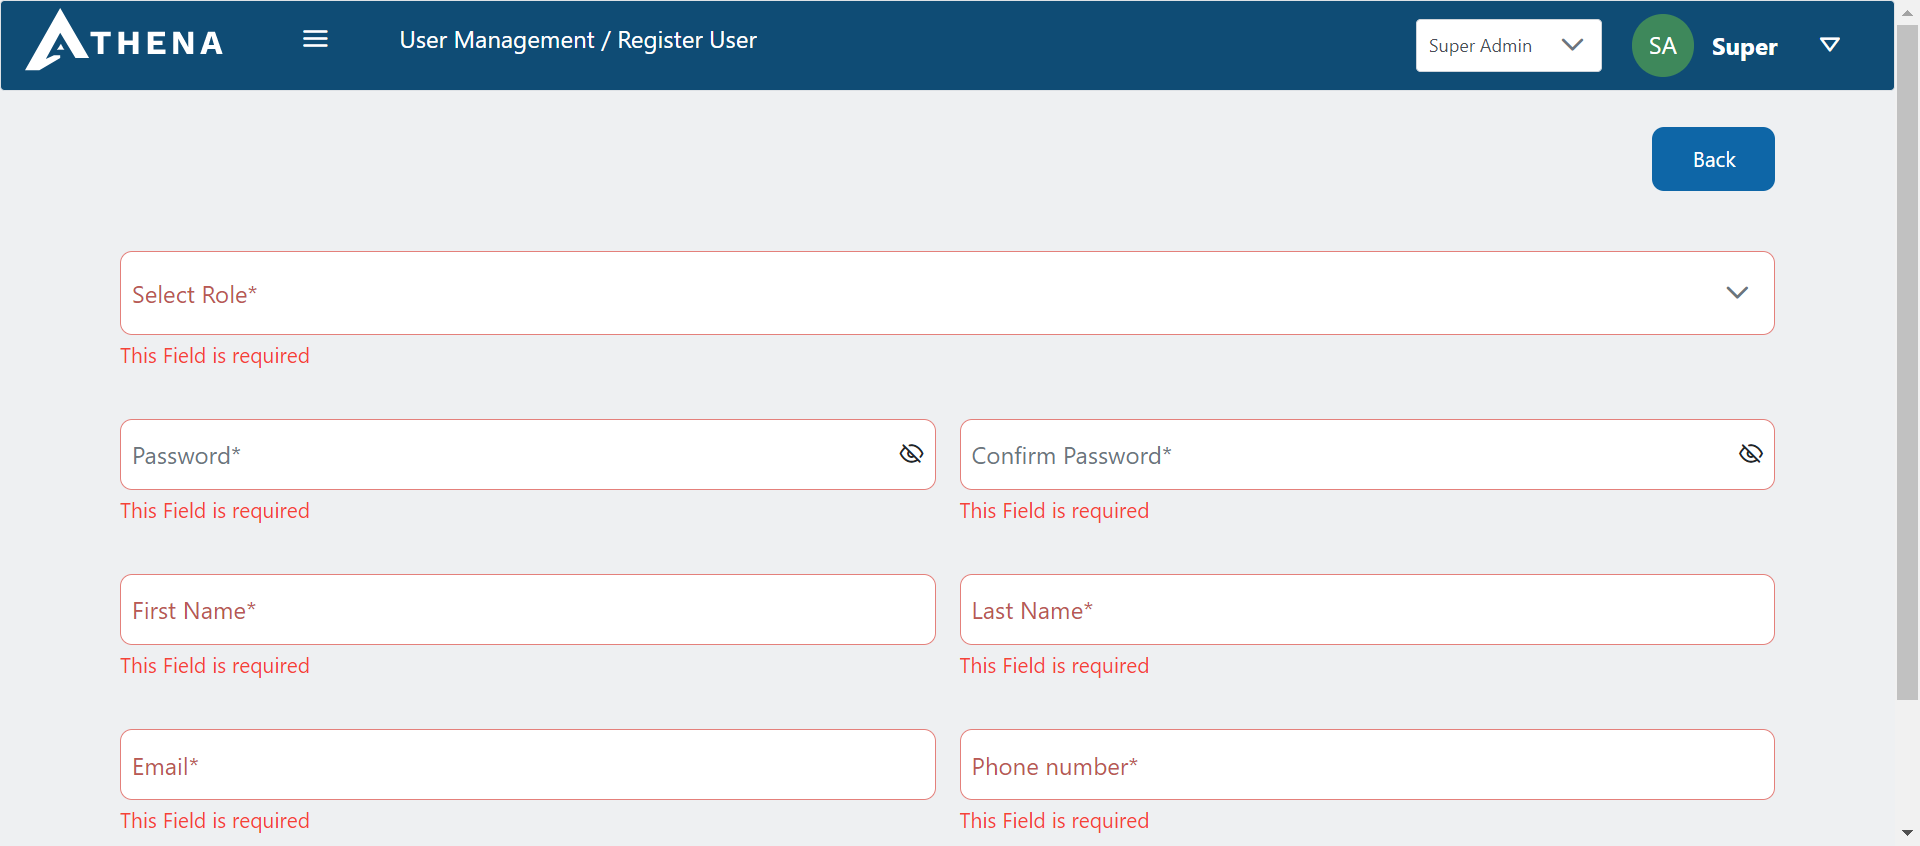 ATHENA
User Management / Register User
Super Admin
SA
Super
Back
Select Role*
This Field is required
Password*
Confirm Password*
This Field is required
This Field is required
First Name*
Last Name*
This Field is required
This Field is required
Email*
Phone number*
This Field is required
This Field is required